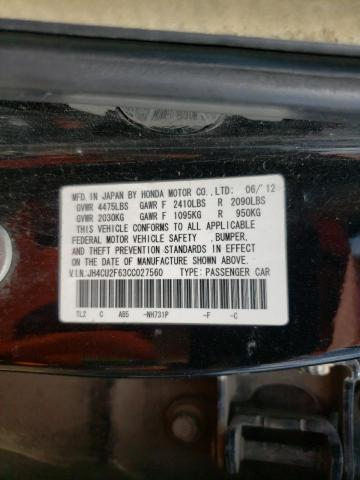 MFD. IN JAPAN BY HONDA MOTOR CO.,LTD: 06/'12
GVWR 4475LBS GAWR F 2410LBS R 2090LBS
GVWR 2030KG GAWR F 1095KG R 950KG
THIS VEHICLE CONFORMS TO ALL APPLICABLE
FEDERAL MOTOR VEHICLE SAFETY ,BUMPER,
AND THEFT PREVENTION STANDARDS IN EFFECT
ON THE DATE OF MANUFACTURE SHOWN ABOVE.
V.I.N:JH4CU2F63CC027560 TYPE: PASSENGER CAR
TL2 C AB5 -NH731P -F -C